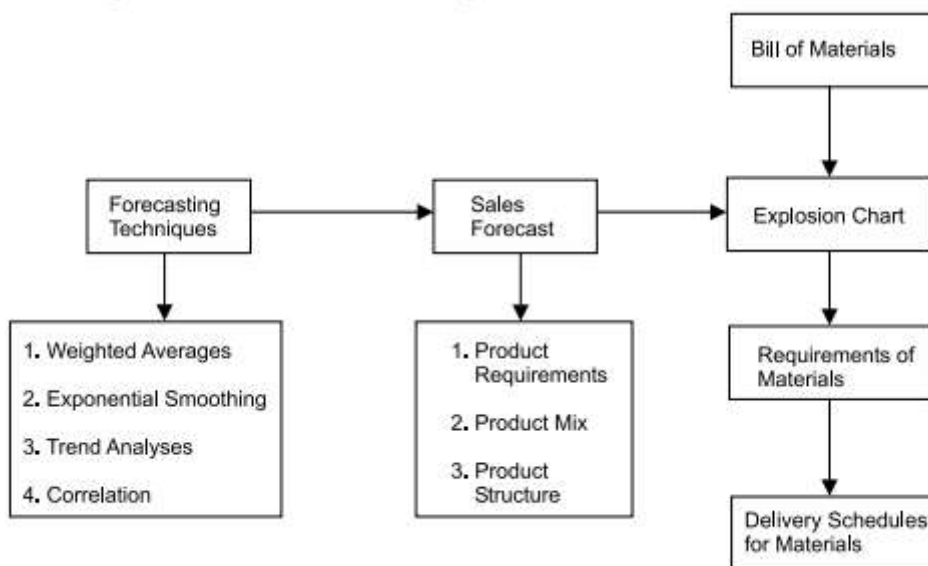 Bill of Materials
Forecasting
Techniques
Sales
Forecast
Explosion Chart
1. Weighted Averages
2. Exponential Smoothing
3. Trend Analyses
4. Correlation
1. Product
Requirements
2. Product Mix
3. Product
Structure
Requirements of
Materials
Delivery Schedules
for Materials